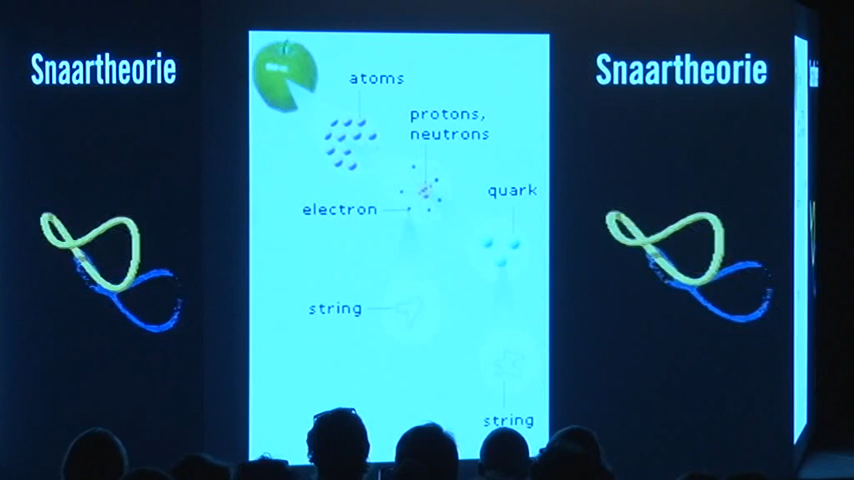 Snaartheorie
atoms
protons,
neutrons
quark
electron
string
string
Snaartheorie